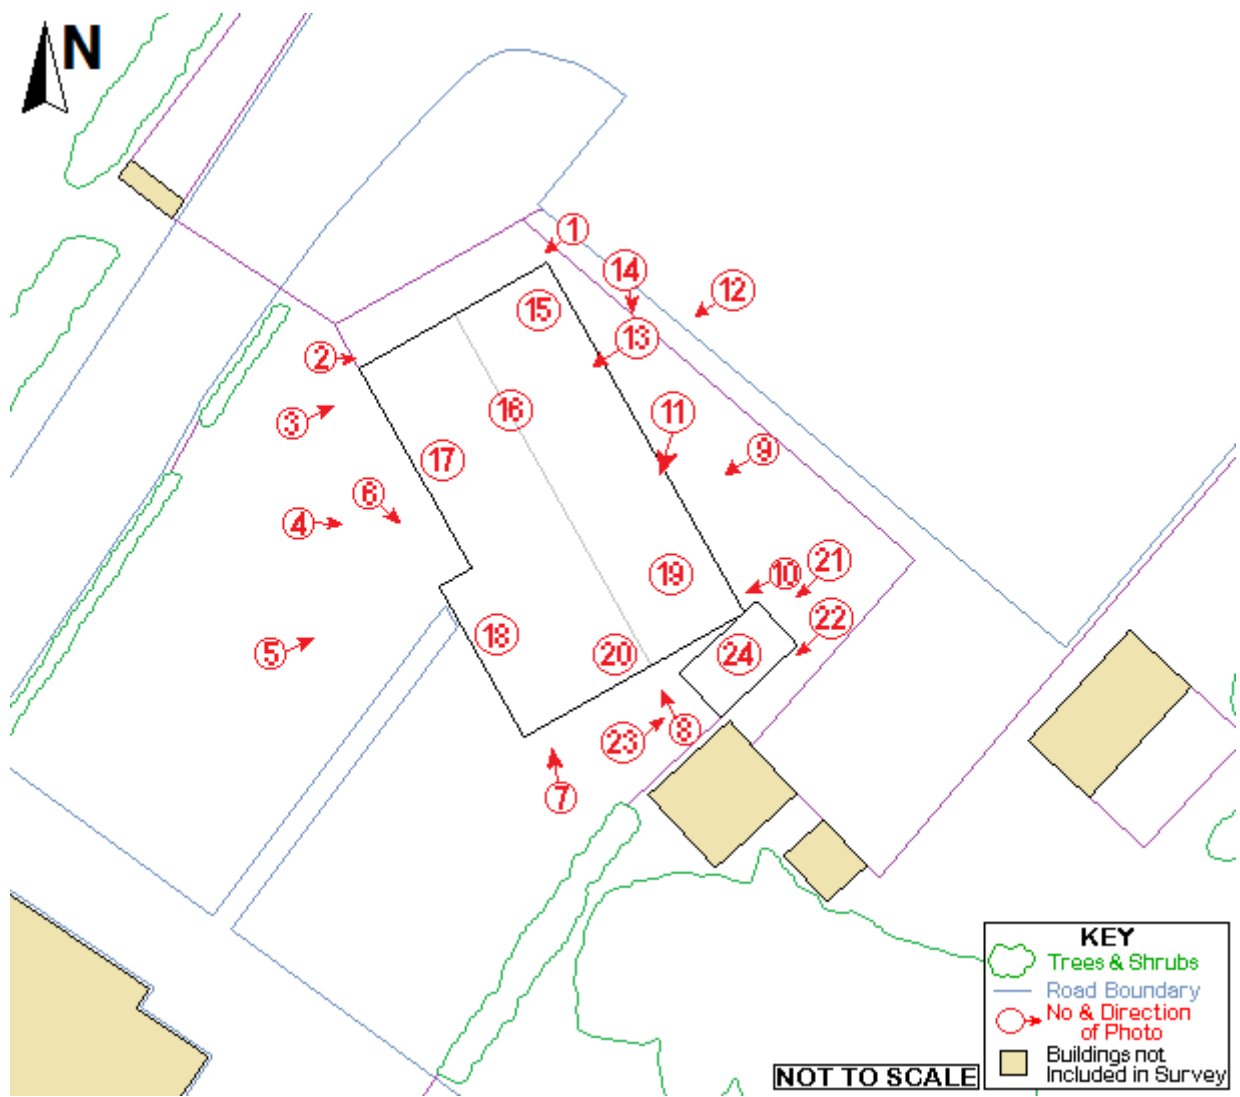 N
1
14
12
15
13
2
16
11
3
9
17
6
4
21
10
19
22
18
5
20
24
8
23
7
KEY
Trees & Shrubs
Road Boundary
No & Direction
of Photo
Buildings not
Included in Survey
NOT TO SCALE